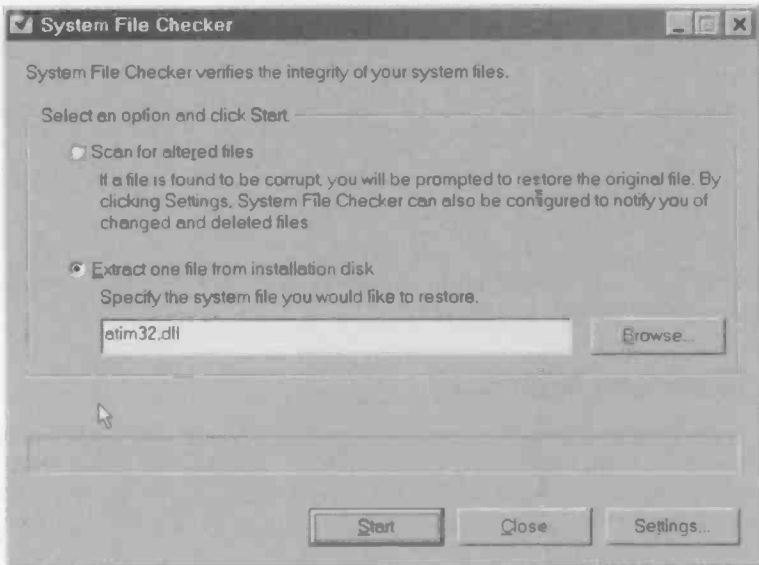 System File Checker
System File Checker verifies the integrity of your system files.
Select an option and click Start.
Scan for altered files
If a file is found to be corrupt, you will be prompted to restore the original file. By
clicking Settings, System File Checker can also be configured to notify you of
changed and deleted files
Extract one file from installation disk
Specify the system file you would like to restore.
atim32.dll
Browse...
Start
Close
Settings...